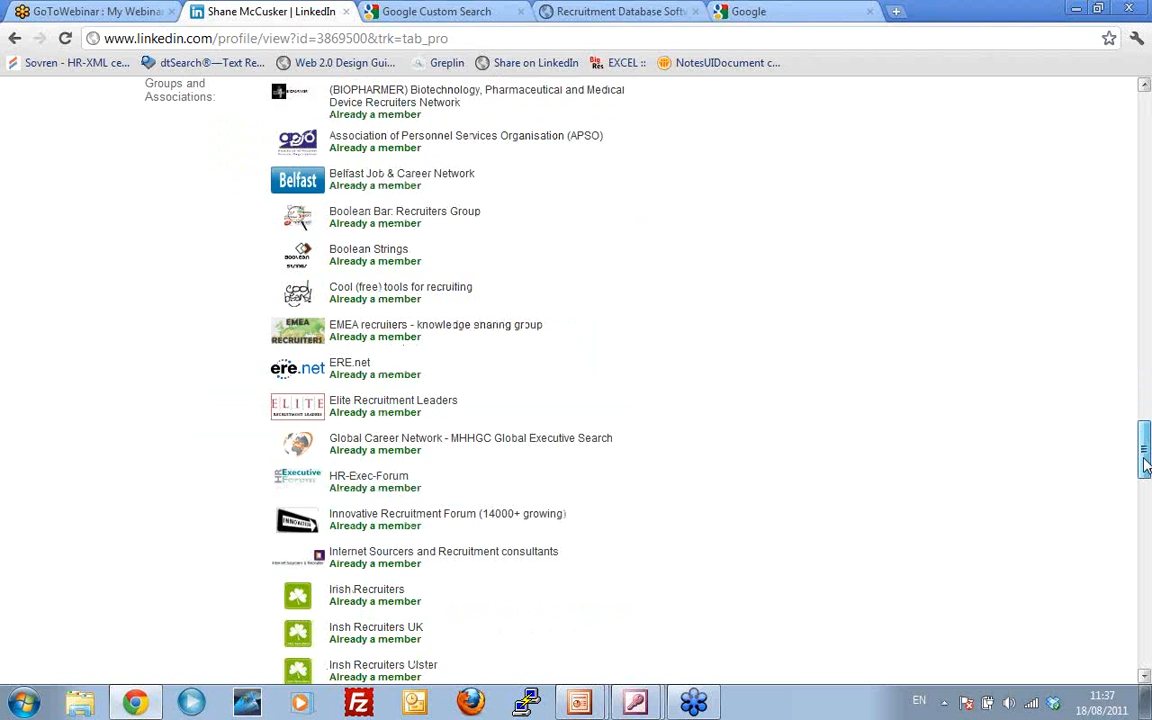 GoToWebinar : My Webinar
Shane McCusker | LinkedIn
Google Custom Search
Recruitment Database Softw
Google
www.linkedin.com/profile/view?id=3869500&trk=tab_pro
Sovren - HR-XML ce...
dtSearch®—Text Re...
Web 2.0 Design Gui...
Greplin
Share on LinkedIn
EXCEL ::
NotesUIDocument c...
Groups and
Associations:
(BIOPHARMER) Biotechnology, Pharmaceutical and Medical
Device Recruiters Network
Already a member
apso
Association of Personnel Services Organisation (APSO)
Already a member
Belfast
Belfast Job & Career Network
Already a member
Boolean Bar: Recruiters Group
Already a member
Boolean Strings
Already a member
Cool (free) tools for recruiting
Already a member
EMEA
RECRUITERS
EMEA recruiters - knowledge sharing group
Already a member
ere.net
ERE.net
Already a member
ELITE
Elite Recruitment Leaders
Already a member
Global Career Network - MHHGC Global Executive Search
Already a member
HR-Exec-Forum
Already a member
Innovative Recruitment Forum (14000+ growing)
Already a member
Internet Sourcers and Recruitment consultants
Already a member
Irish Recruiters
Already a member
Irish Recruiters UK
Already a member
Irish Recruiters Ulster
Already a member
EN
11:37
18/08/2011